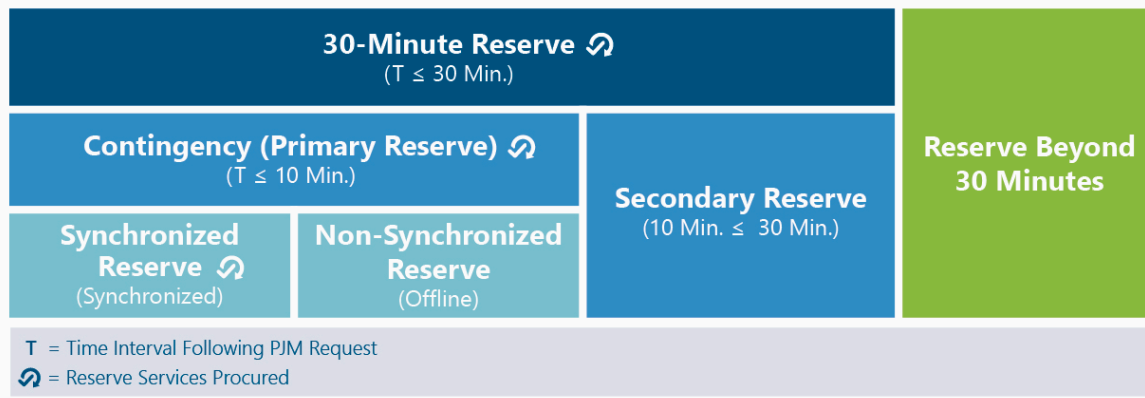 30-Minute Reserve
(T ≤ 30 Min.)
Contingency (Primary Reserve)
(T ≤ 10 Min.)
Synchronized
Reserve
(Synchronized)
Non-Synchronized
Reserve
(Offline)
Secondary Reserve
(10 Min. ≤ 30 Min.)
Reserve Beyond
30 Minutes
T = Time Interval Following PJM Request
= Reserve Services Procured